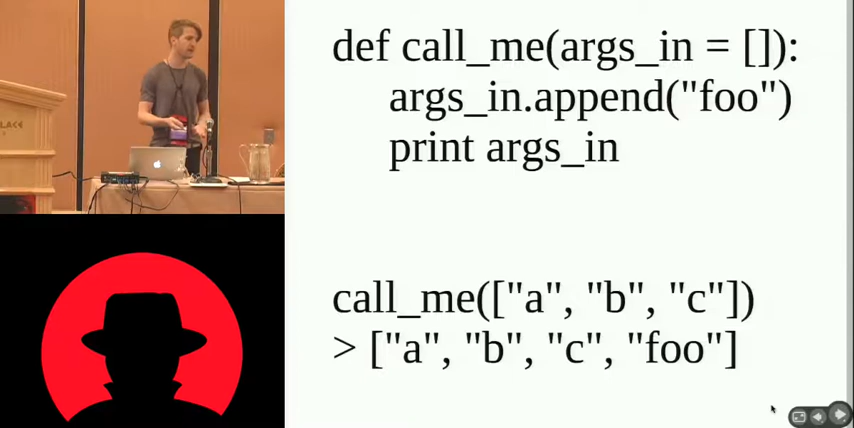 def call_me(args_in = []):
args_in.append("foo")
print args_in
call_me(["a", "b", "c"])
> ["a", "b", "c", "foo"]